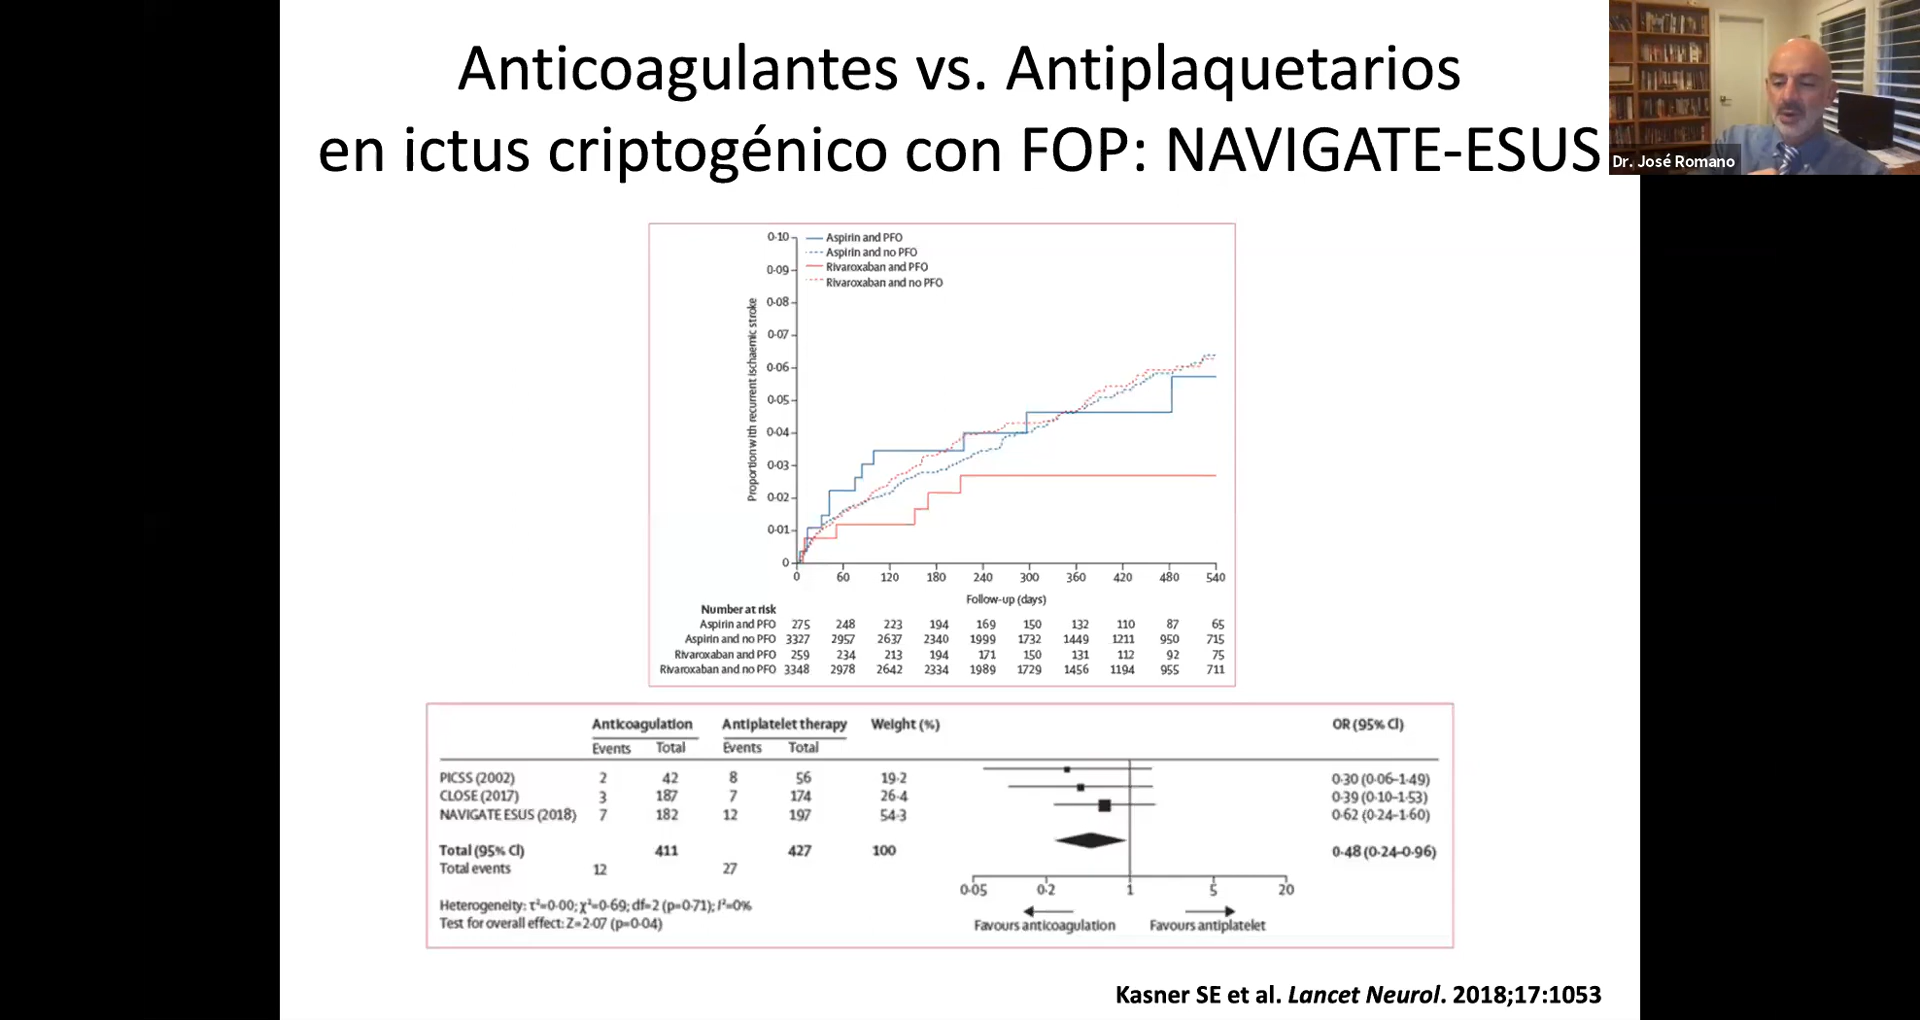 Anticoagulantes vs. Antiplaquetarios
en ictus criptogénico con FOP: NAVIGATE-ESUS
Dr. José Romano
Aspirin and PFO
Aspirin and no PFO
Rivaroxaban and PFO
Rivaroxaban and no PFO
Proportion with recurrent ischaemic stroke
0·10
0·09
0·08
0·07
0·06
0·05
0·04
0·03
0·02
0·01
0
0 60 120 180 240 300 360 420 480 540
Follow-up (days)
Number at risk
Aspirin and PFO 275 248 223 194 169 150 132 110 87 65
Aspirin and no PFO 3327 2957 2637 2340 1999 1732 1449 1211 950 715
Rivaroxaban and PFO 259 234 213 194 171 150 131 112 92 75
Rivaroxaban and no PFO 3348 2978 2642 2334 1989 1729 1456 1194 955 711
Anticoagulation Antiplatelet therapy Weight (%) OR (95% CI)
Events Total Events Total
PICSS (2002) 2 42 8 56 19·2 0·30 (0·06–1·49)
CLOSE (2017) 3 187 7 174 26·4 0·39 (0·10–1·53)
NAVIGATE ESUS (2018) 7 182 12 197 54·3 0·62 (0·24–1·60)
Total (95% CI) 411 427 100 0·48 (0·24–0·96)
Total events 12 27
0·05 0·2 1 5 20
Heterogeneity: τ²=0·00; χ²=0·69; df=2 (p=0·71); I²=0%
Test for overall effect: Z=2·07 (p=0·04)
Favours anticoagulation Favours antiplatelet
Kasner SE et al. Lancet Neurol. 2018;17:1053